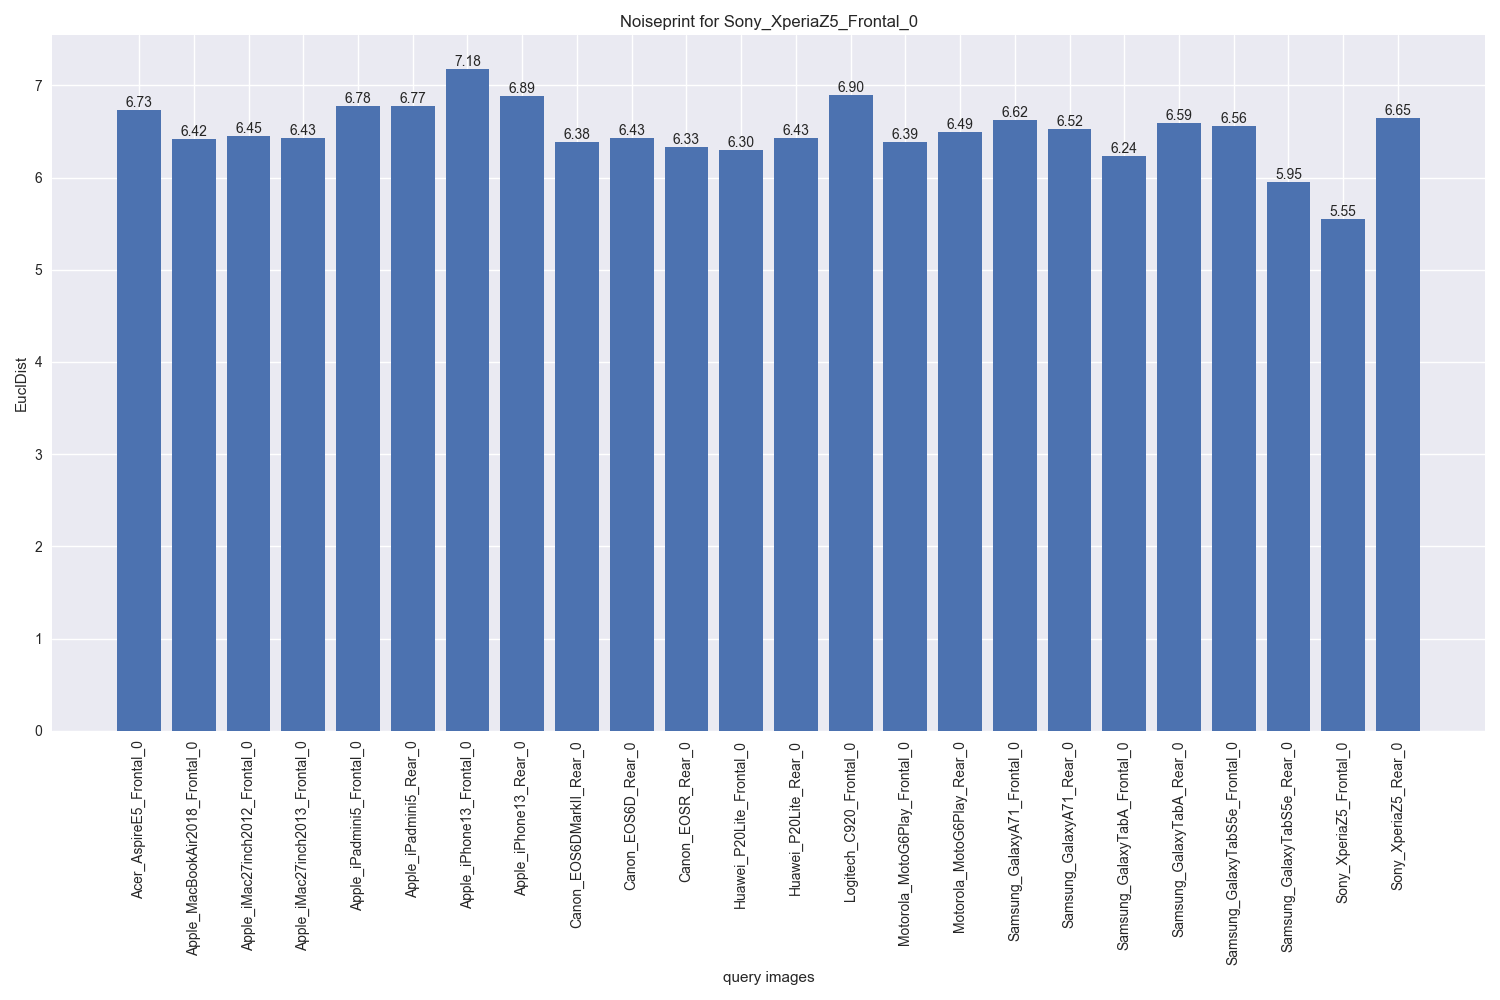 Noiseprint for Sony_XperiaZ5_Frontal_0
EuclDist
7
6
5
4
3
2
1
0
6.73
6.42
6.45
6.43
6.78
6.77
7.18
6.89
6.38
6.43
6.33
6.30
6.43
6.90
6.39
6.49
6.62
6.52
6.24
6.59
6.56
5.95
5.55
6.65
Acer_AspireE5_Frontal_0
Apple_MacBookAir2018_Frontal_0
Apple_iMac27inch2012_Frontal_0
Apple_iMac27inch2013_Frontal_0
Apple_iPadmini5_Frontal_0
Apple_iPadmini5_Rear_0
Apple_iPhone13_Frontal_0
Apple_iPhone13_Rear_0
Canon_EOS6DMarkII_Rear_0
Canon_EOS6D_Rear_0
Canon_EOSR_Rear_0
Huawei_P20Lite_Frontal_0
Huawei_P20Lite_Rear_0
Logitech_C920_Frontal_0
Motorola_MotoG6Play_Frontal_0
Motorola_MotoG6Play_Rear_0
Samsung_GalaxyA71_Frontal_0
Samsung_GalaxyA71_Rear_0
Samsung_GalaxyTabA_Frontal_0
Samsung_GalaxyTabA_Rear_0
Samsung_GalaxyTabS5e_Frontal_0
Samsung_GalaxyTabS5e_Rear_0
Sony_XperiaZ5_Frontal_0
Sony_XperiaZ5_Rear_0
query images